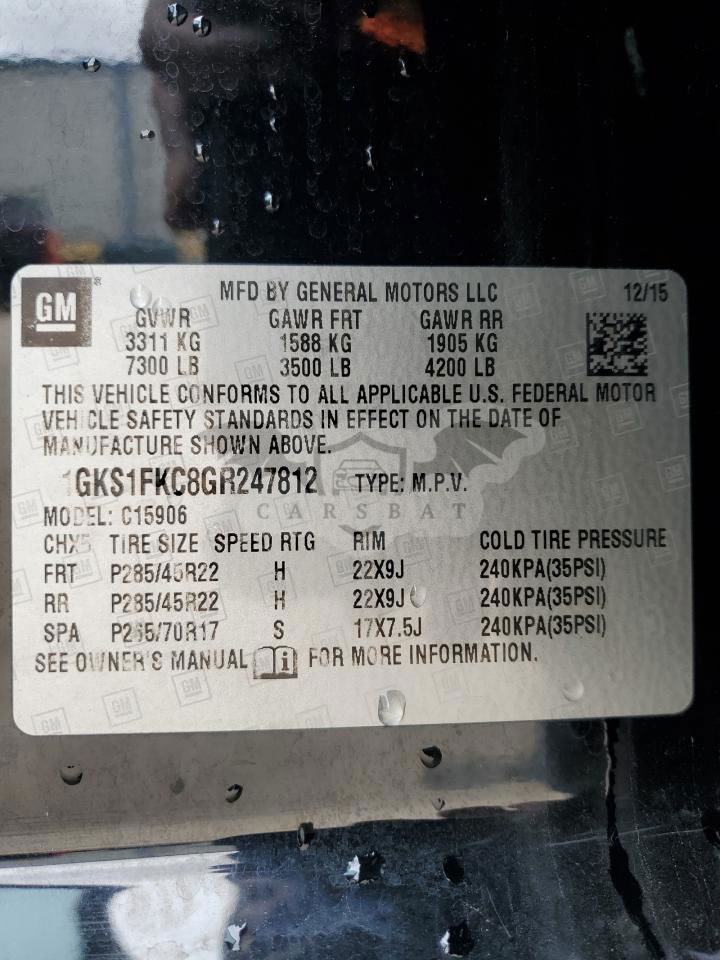 GM
MFD BY GENERAL MOTORS LLC 12/15
GVWR GAWR FRT GAWR RR
3311 KG 1588 KG 1905 KG
7300 LB 3500 LB 4200 LB
THIS VEHICLE CONFORMS TO ALL APPLICABLE U.S. FEDERAL MOTOR
VEHICLE SAFETY STANDARDS IN EFFECT ON THE DATE OF
MANUFACTURE SHOWN ABOVE.
1GKS1FKC8GR247812 TYPE: M.P.V.
CARSBAT
MODEL: C15906
CHX5 TIRE SIZE SPEED RTG RIM COLD TIRE PRESSURE
FRT P285/45R22 H 22X9J 240KPA(35PSI)
RR P285/45R22 H 22X9J 240KPA(35PSI)
SPA P265/70R17 S 17X7.5J 240KPA(35PSI)
SEE OWNER'S MANUAL FOR MORE INFORMATION.